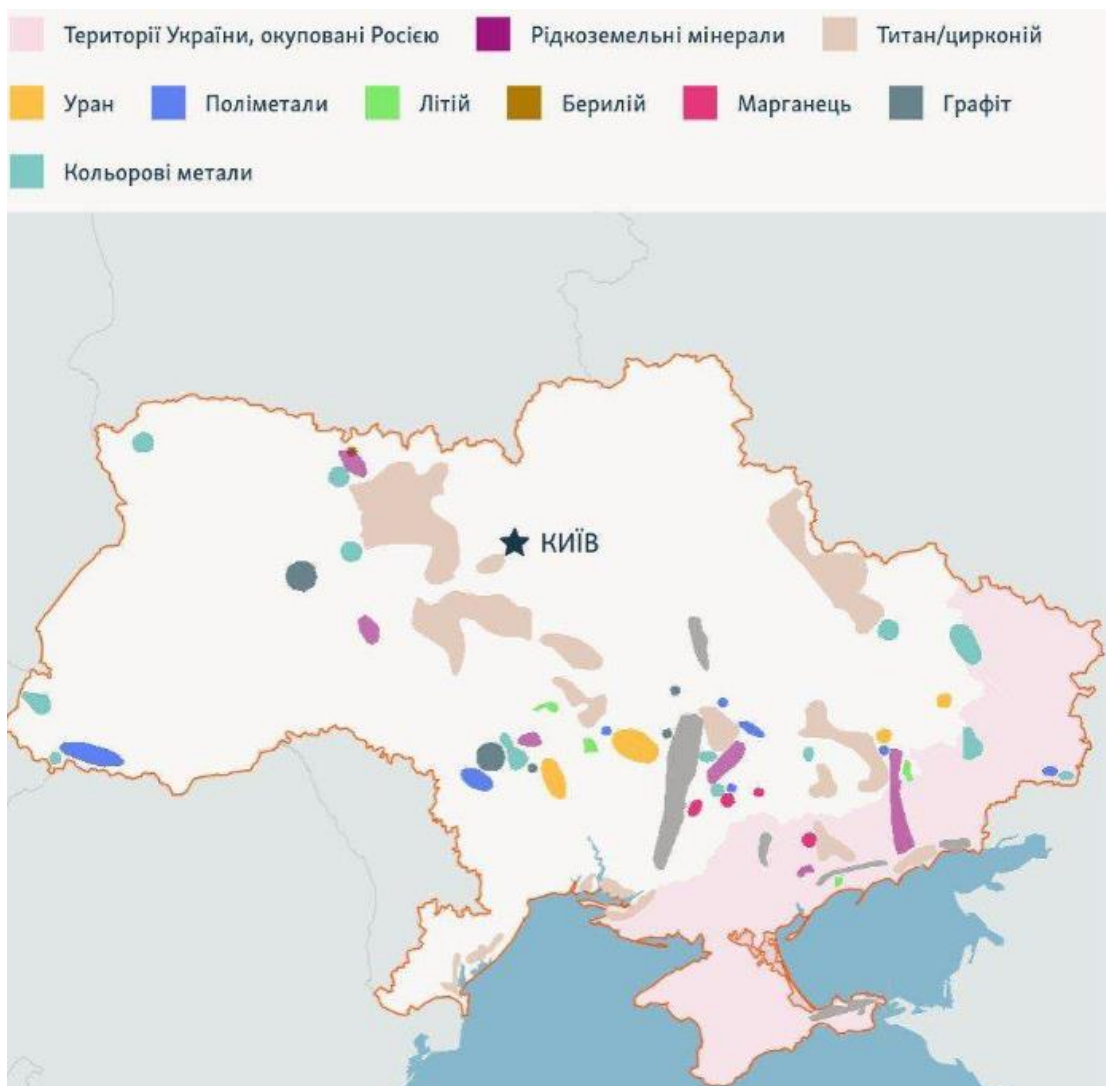 Території України, окуповані Росією Рідкоземельні мінерали Титан/цирконій
Уран Поліметали Літій Берилій Марганець Графіт
Кольорові метали
КИЇВ